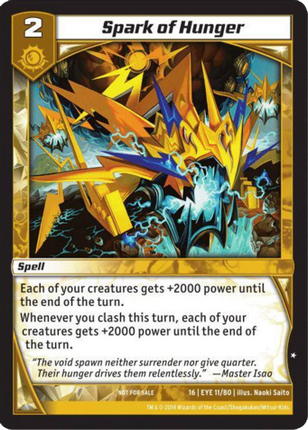 2
Spark of Hunger
Spell
Each of your creatures gets +2000 power until
the end of the turn.
Whenever you clash this turn, each of your
creatures gets +2000 power until the end of
the turn.
"The void spawn neither surrender nor give quarter.
Their hunger drives them relentlessly." —Master Isao
NOT FOR SALE 16 | EYE 11/80 | Illus. Naoki Saito
TM & © 2014 Wizards of the Coast/Shogakukan/Mitsui-Kids